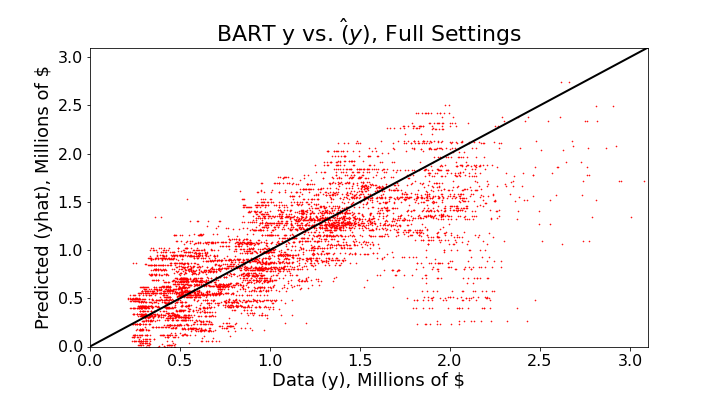 BART y vs. (̂y), Full Settings
3.0
2.5
2.0
1.5
1.0
0.5
0.0
Predicted (yhat), Millions of $
0.0 0.5 1.0 1.5 2.0 2.5 3.0
Data (y), Millions of $